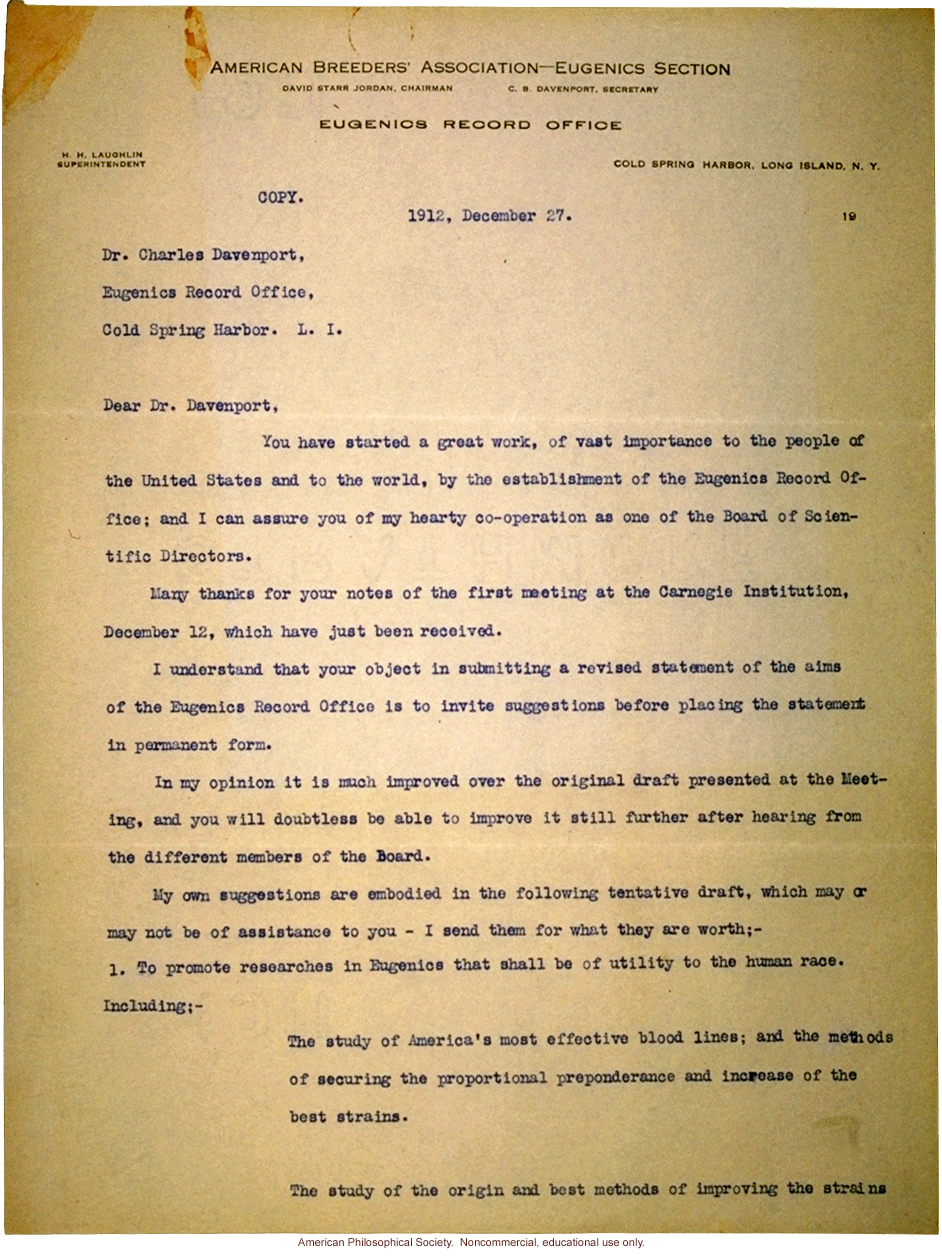 AMERICAN BREEDERS' ASSOCIATION—EUGENICS SECTION
DAVID STARR JORDAN, CHAIRMAN C. B. DAVENPORT, SECRETARY
EUGENICS RECORD OFFICE
H. H. LAUGHLIN
SUPERINTENDENT
COLD SPRING HARBOR, LONG ISLAND, N. Y.
COPY.
1912, December 27. 19
Dr. Charles Davenport,
Eugenics Record Office,
Cold Spring Harbor. L. I.
Dear Dr. Davenport,
You have started a great work, of vast importance to the people of
the United States and to the world, by the establishment of the Eugenics Record Of-
fice; and I can assure you of my hearty co-operation as one of the Board of Scien-
tific Directors.
Many thanks for your notes of the first meeting at the Carnegie Institution,
December 12, which have just been received.
I understand that your object in submitting a revised statement of the aims
of the Eugenics Record Office is to invite suggestions before placing the statement
in permanent form.
In my opinion it is much improved over the original draft presented at the Meet-
ing, and you will doubtless be able to improve it still further after hearing from
the different members of the Board.
My own suggestions are embodied in the following tentative draft, which may or
may not be of assistance to you - I send them for what they are worth;-
1. To promote researches in Eugenics that shall be of utility to the human race.
Including;-
The study of America's most effective blood lines; and the methods
of securing the proportional preponderance and increase of the
best strains.
The study of the origin and best methods of improving the strains
American Philosophical Society. Noncommercial, educational use only.